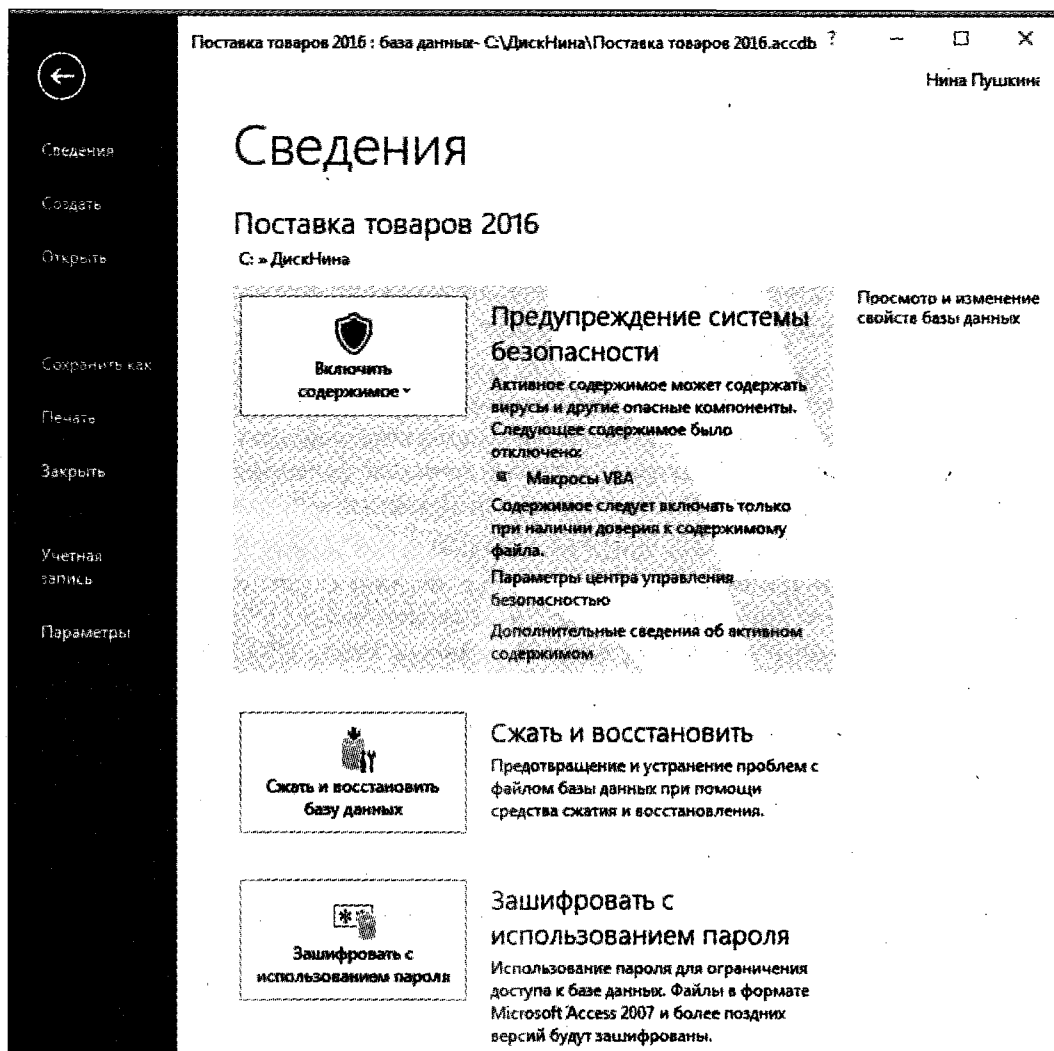 Поставка товаров 2016 : база данных- C:\ДискНина\Поставка товаров 2016.accdb ?
Нина Пушкина
Сведения
Создать
Открыть
Сохранить как
Печать
Закрыть
Учетная
запись
Параметры
Сведения
Поставка товаров 2016
C: » ДискНина
Включить
содержимое
Предупреждение системы
безопасности
Активное содержимое может содержать
вирусы и другие опасные компоненты.
Следующее содержимое было
отключено:
Макросы VBA
Содержимое следует включать только
при наличии доверия к содержимому
файла.
Параметры центра управления
безопасностью
Дополнительные сведения об активном
содержимом
Просмотр и изменение
свойств базы данных
Сжать и восстановить
базу данных
Сжать и восстановить
Предотвращение и устранение проблем с
файлом базы данных при помощи
средства сжатия и восстановления.
Зашифровать с
использованием пароля
Зашифровать с
использованием пароля
Использование пароля для ограничения
доступа к базе данных. Файлы в формате
Microsoft Access 2007 и более поздних
версий будут зашифрованы.